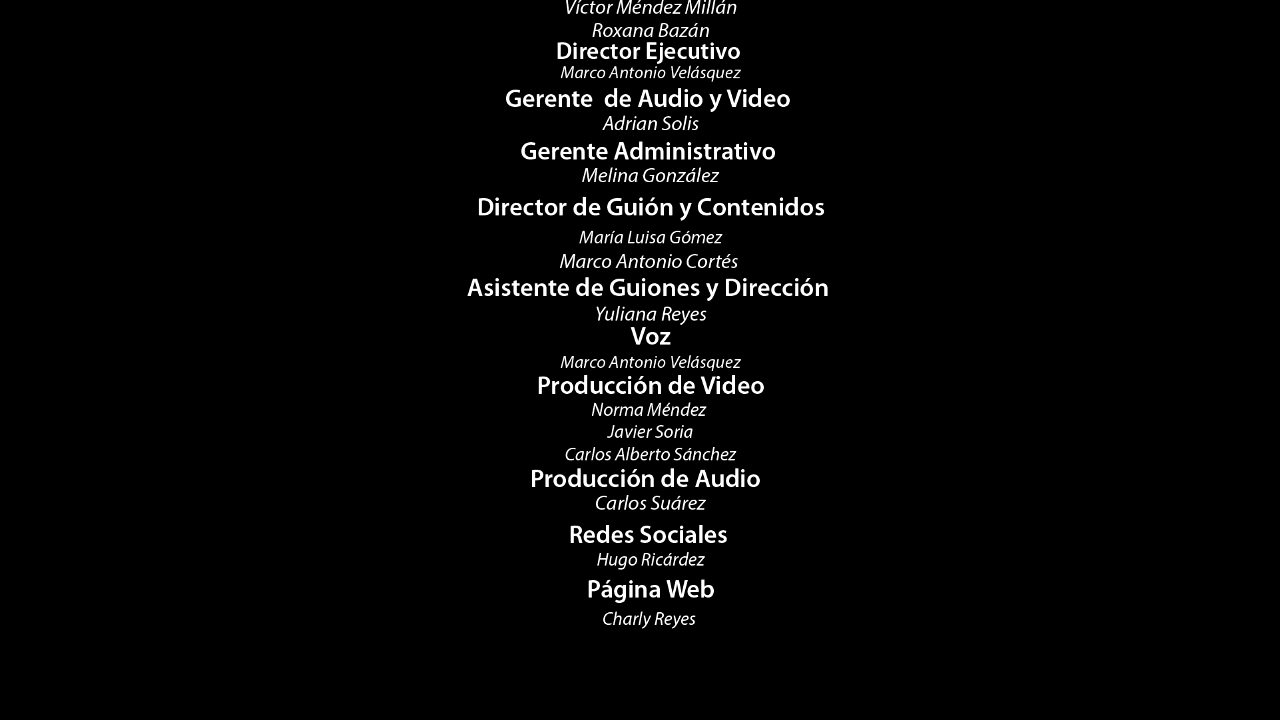 Víctor Méndez Millán
Roxana Bazán
Director Ejecutivo
Marco Antonio Velásquez
Gerente  de Audio y Video
Adrian Solis
Gerente Administrativo
Melina González
Director de Guión y Contenidos
María Luisa Gómez
Marco Antonio Cortés
Asistente de Guiones y Dirección
Yuliana Reyes
Voz
Marco Antonio Velásquez
Producción de Video
Norma Méndez
Javier Soria
Carlos Alberto Sánchez
Producción de Audio
Carlos Suárez
Redes Sociales
Hugo Ricárdez
Página Web
Charly Reyes